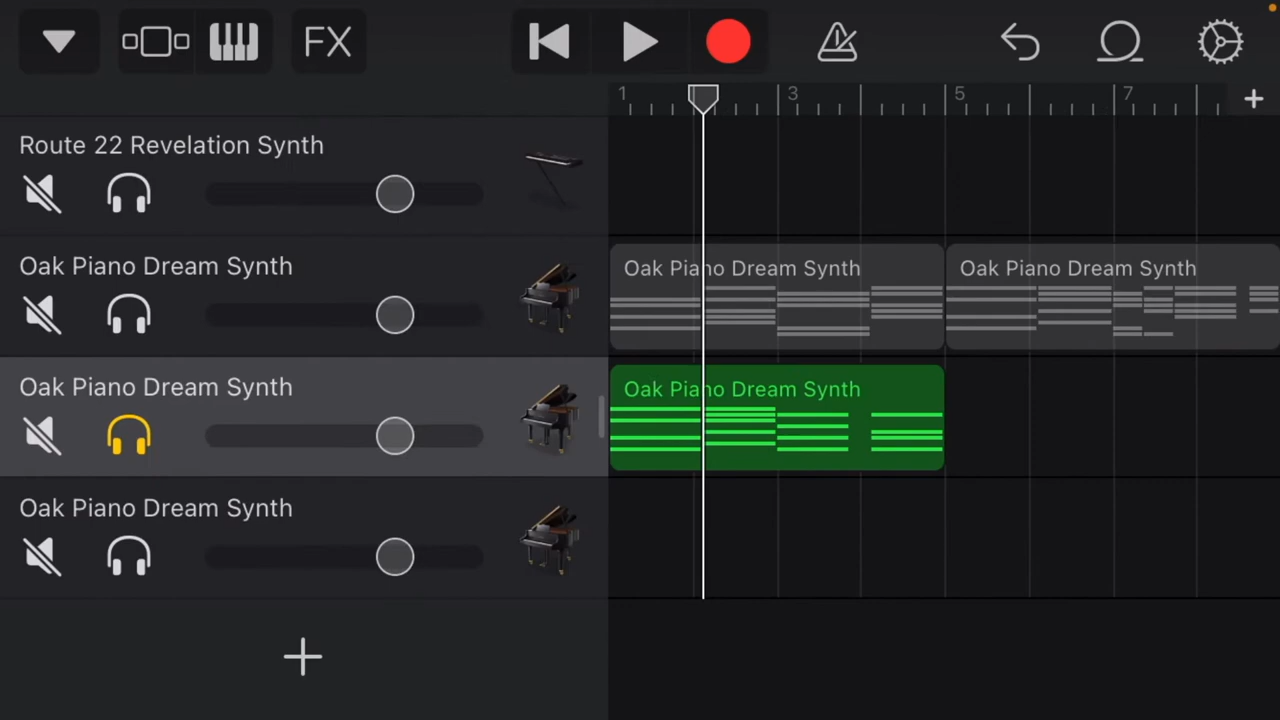 FX
1
3
5
7
Route 22 Revelation Synth
Oak Piano Dream Synth
Oak Piano Dream Synth
Oak Piano Dream Synth
Oak Piano Dream Synth
Oak Piano Dream Synth
Oak Piano Dream Synth